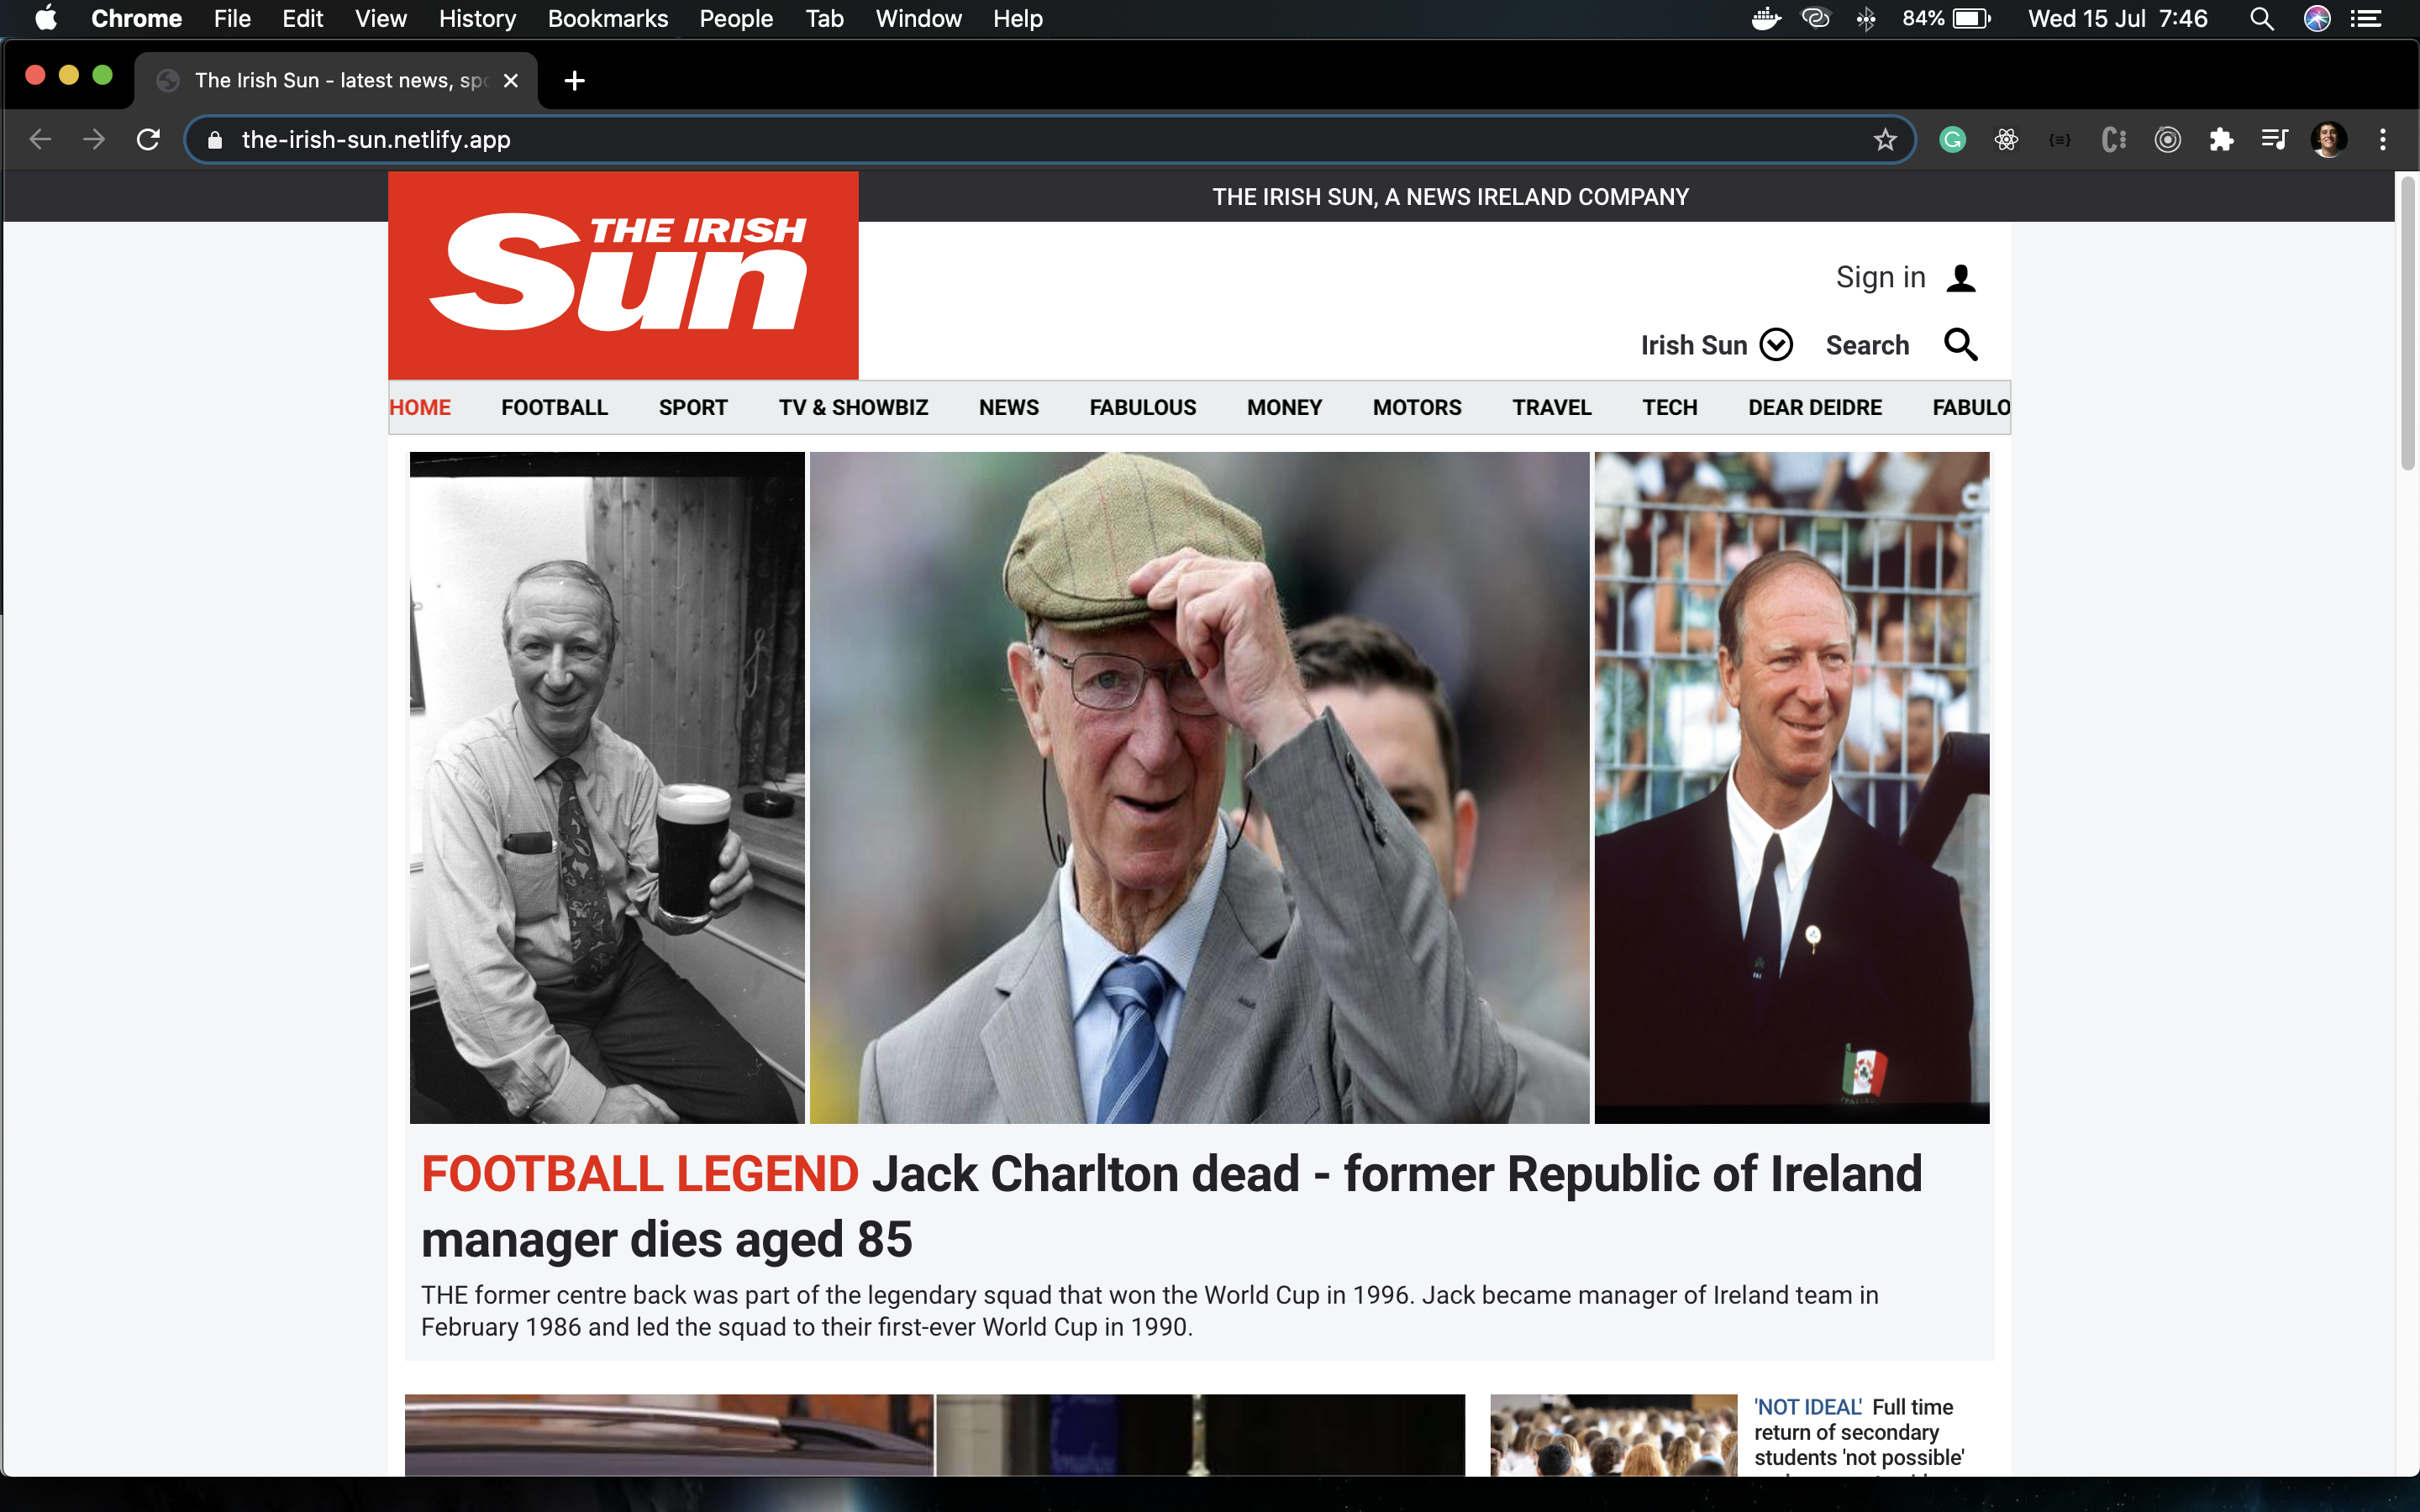 Chrome File Edit View History Bookmarks People Tab Window Help 84% Wed 15 Jul 7:46
The Irish Sun - latest news, spo
the-irish-sun.netlify.app
THE IRISH SUN, A NEWS IRELAND COMPANY
THE IRISH
Sun
Sign in
Irish Sun Search
HOME FOOTBALL SPORT TV & SHOWBIZ NEWS FABULOUS MONEY MOTORS TRAVEL TECH DEAR DEIDRE FABULO
FOOTBALL LEGEND Jack Charlton dead - former Republic of Ireland
manager dies aged 85
THE former centre back was part of the legendary squad that won the World Cup in 1996. Jack became manager of Ireland team in
February 1986 and led the squad to their first-ever World Cup in 1990.
'NOT IDEAL' Full time
return of secondary
students 'not possible'